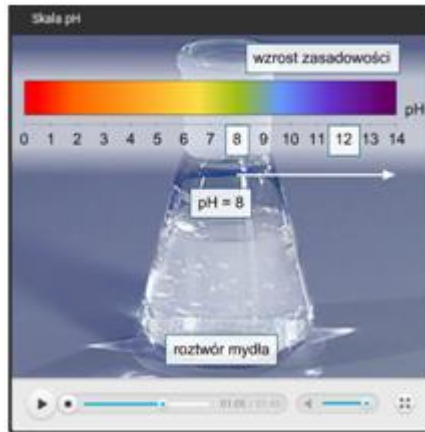 Skala pH
wzrost zasadowości
pH
0 1 2 3 4 5 6 7 8 9 10 11 12 13 14
pH = 8
roztwór mydła